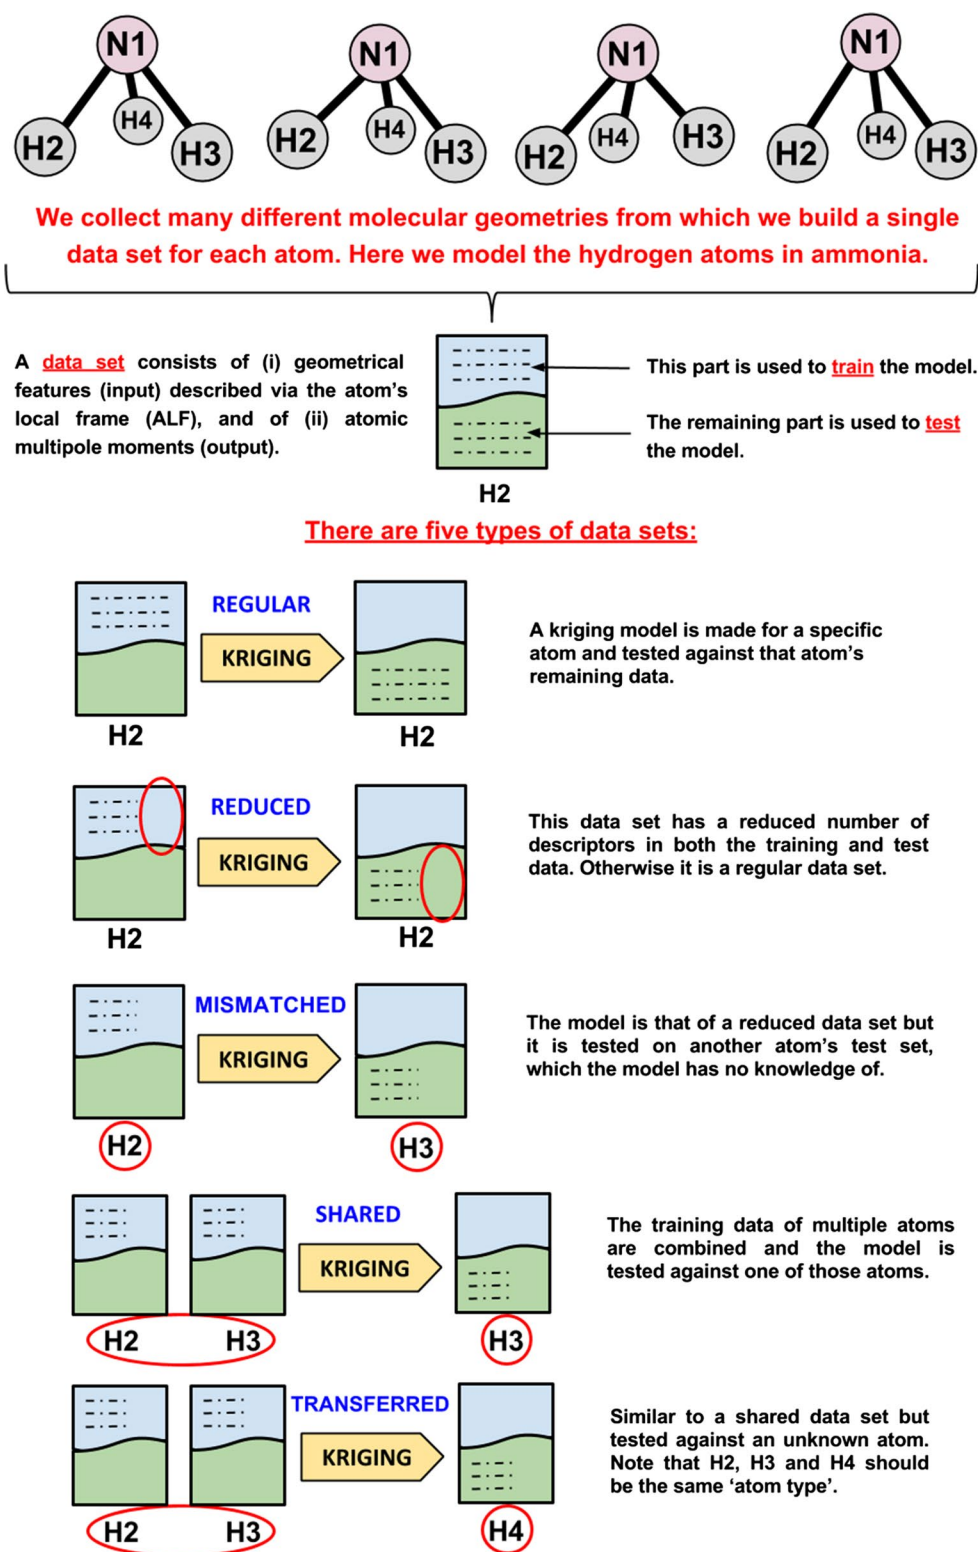 N1 N1 N1 N1
H2 H4 H3 H2 H4 H3 H2 H4 H3 H2 H4 H3
We collect many different molecular geometries from which we build a single
data set for each atom. Here we model the hydrogen atoms in ammonia.
A data set consists of (i) geometrical
features (input) described via the atom's
local frame (ALF), and of (ii) atomic
multipole moments (output).
This part is used to train the model.
The remaining part is used to test
the model.
H2
There are five types of data sets:
REGULAR
KRIGING
H2
H2
A kriging model is made for a specific
atom and tested against that atom's
remaining data.
REDUCED
KRIGING
H2
H2
This data set has a reduced number of
descriptors in both the training and test
data. Otherwise it is a regular data set.
MISMATCHED
KRIGING
H2
H3
The model is that of a reduced data set but
it is tested on another atom's test set,
which the model has no knowledge of.
SHARED
KRIGING
H2 H3
H3
The training data of multiple atoms
are combined and the model is
tested against one of those atoms.
TRANSFERRED
KRIGING
H2 H3
H4
Similar to a shared data set but
tested against an unknown atom.
Note that H2, H3 and H4 should
be the same 'atom type'.